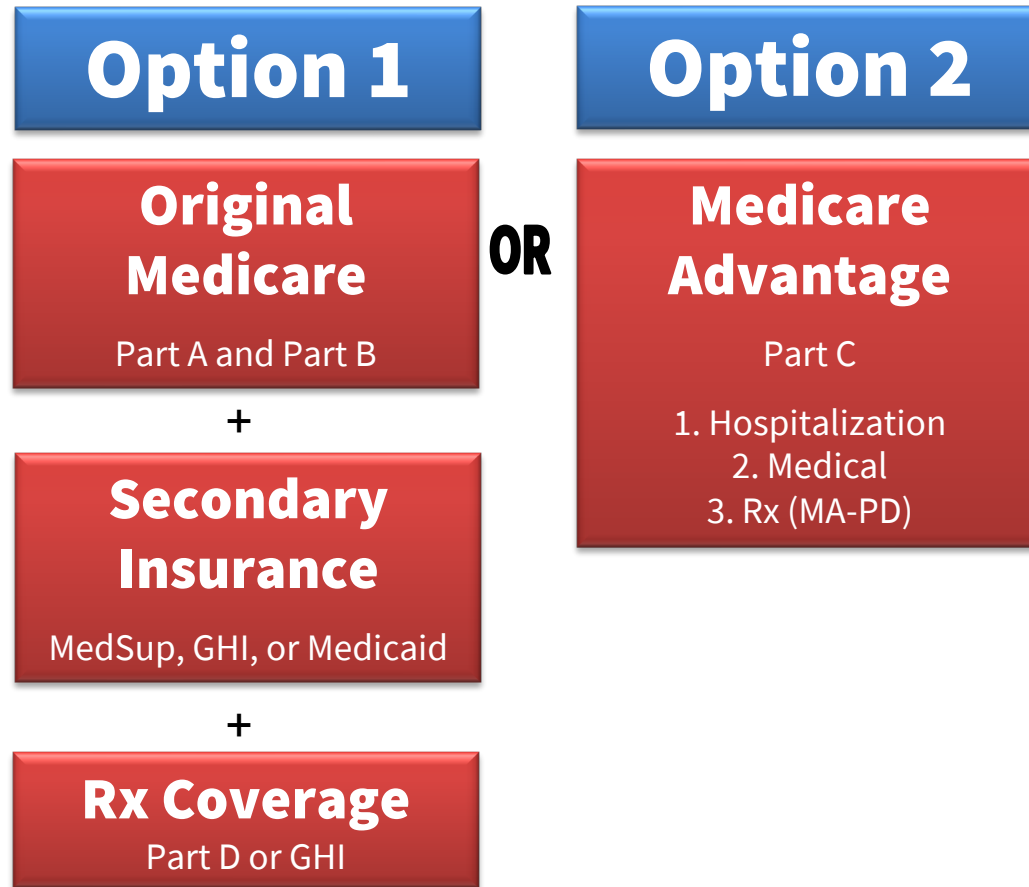 Option 1
Original
Medicare
Part A and Part B
+
Secondary
Insurance
MedSup, GHI, or Medicaid
+
Rx Coverage
Part D or GHI
OR
Option 2
Medicare
Advantage
Part C
1. Hospitalization
2. Medical
3. Rx (MA-PD)